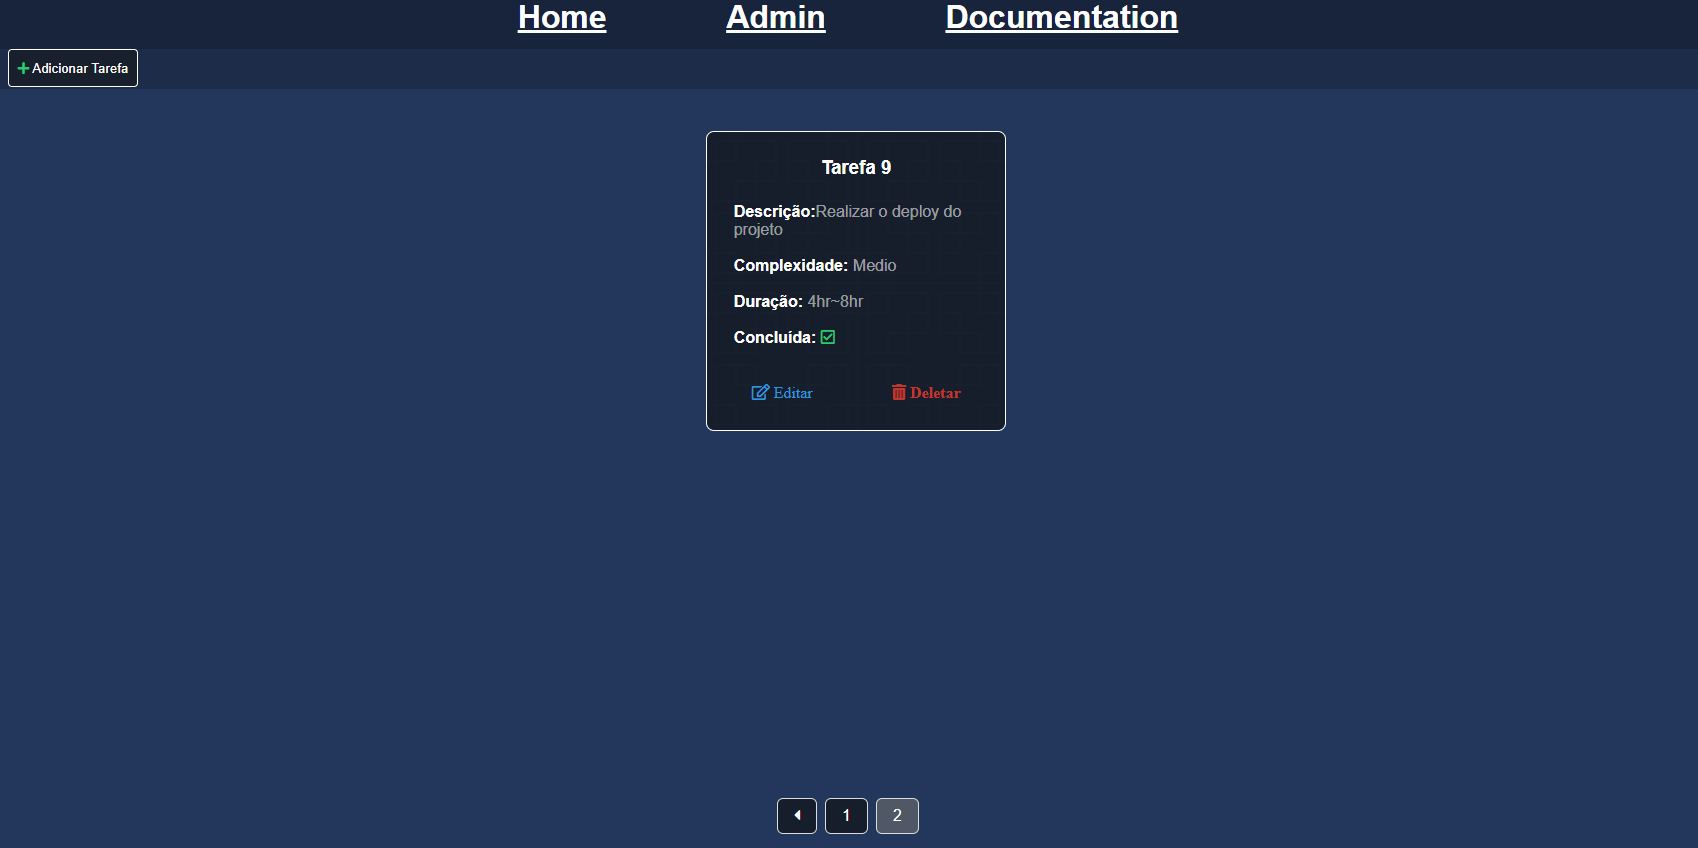 Home Admin Documentation
Adicionar Tarefa
Tarefa 9
Descrição:Realizar o deploy do
projeto
Complexidade: Medio
Duração: 4hr~8hr
Concluída:
Editar Deletar
1 2